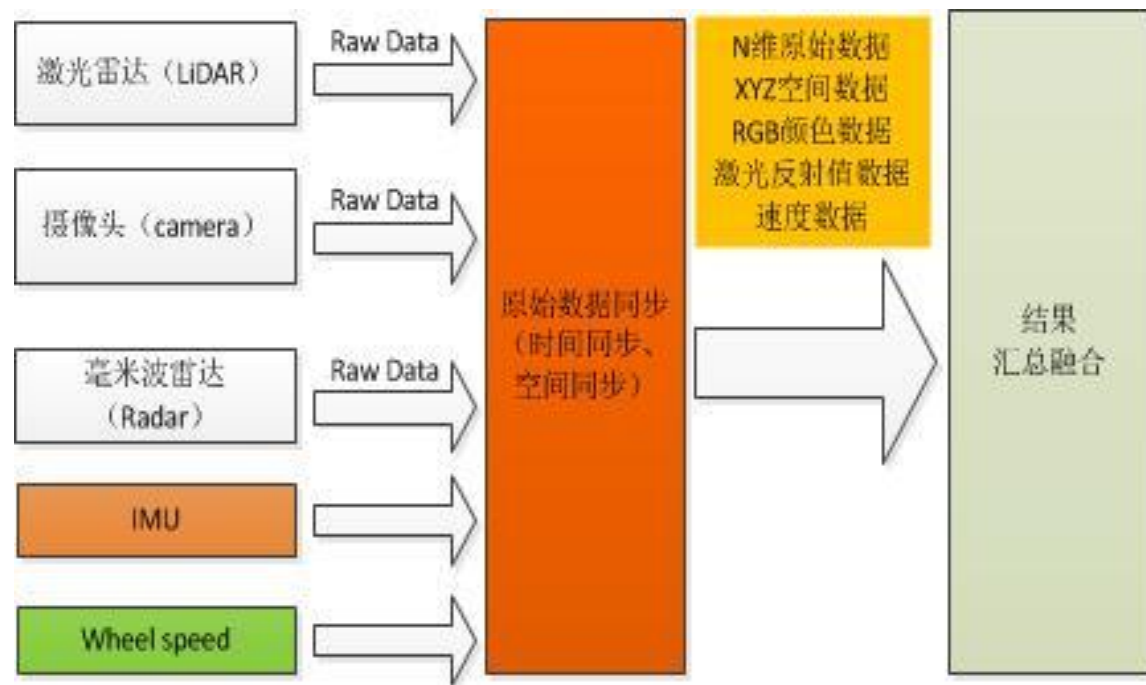 激光雷达（LiDAR）
Raw Data
摄像头（camera）
Raw Data
毫米波雷达
（Radar）
Raw Data
IMU
Wheel speed
原始数据同步
（时间同步、
空间同步）
N维原始数据
XYZ空间数据
RGB颜色数据
激光反射值数据
速度数据
结果
汇总融合